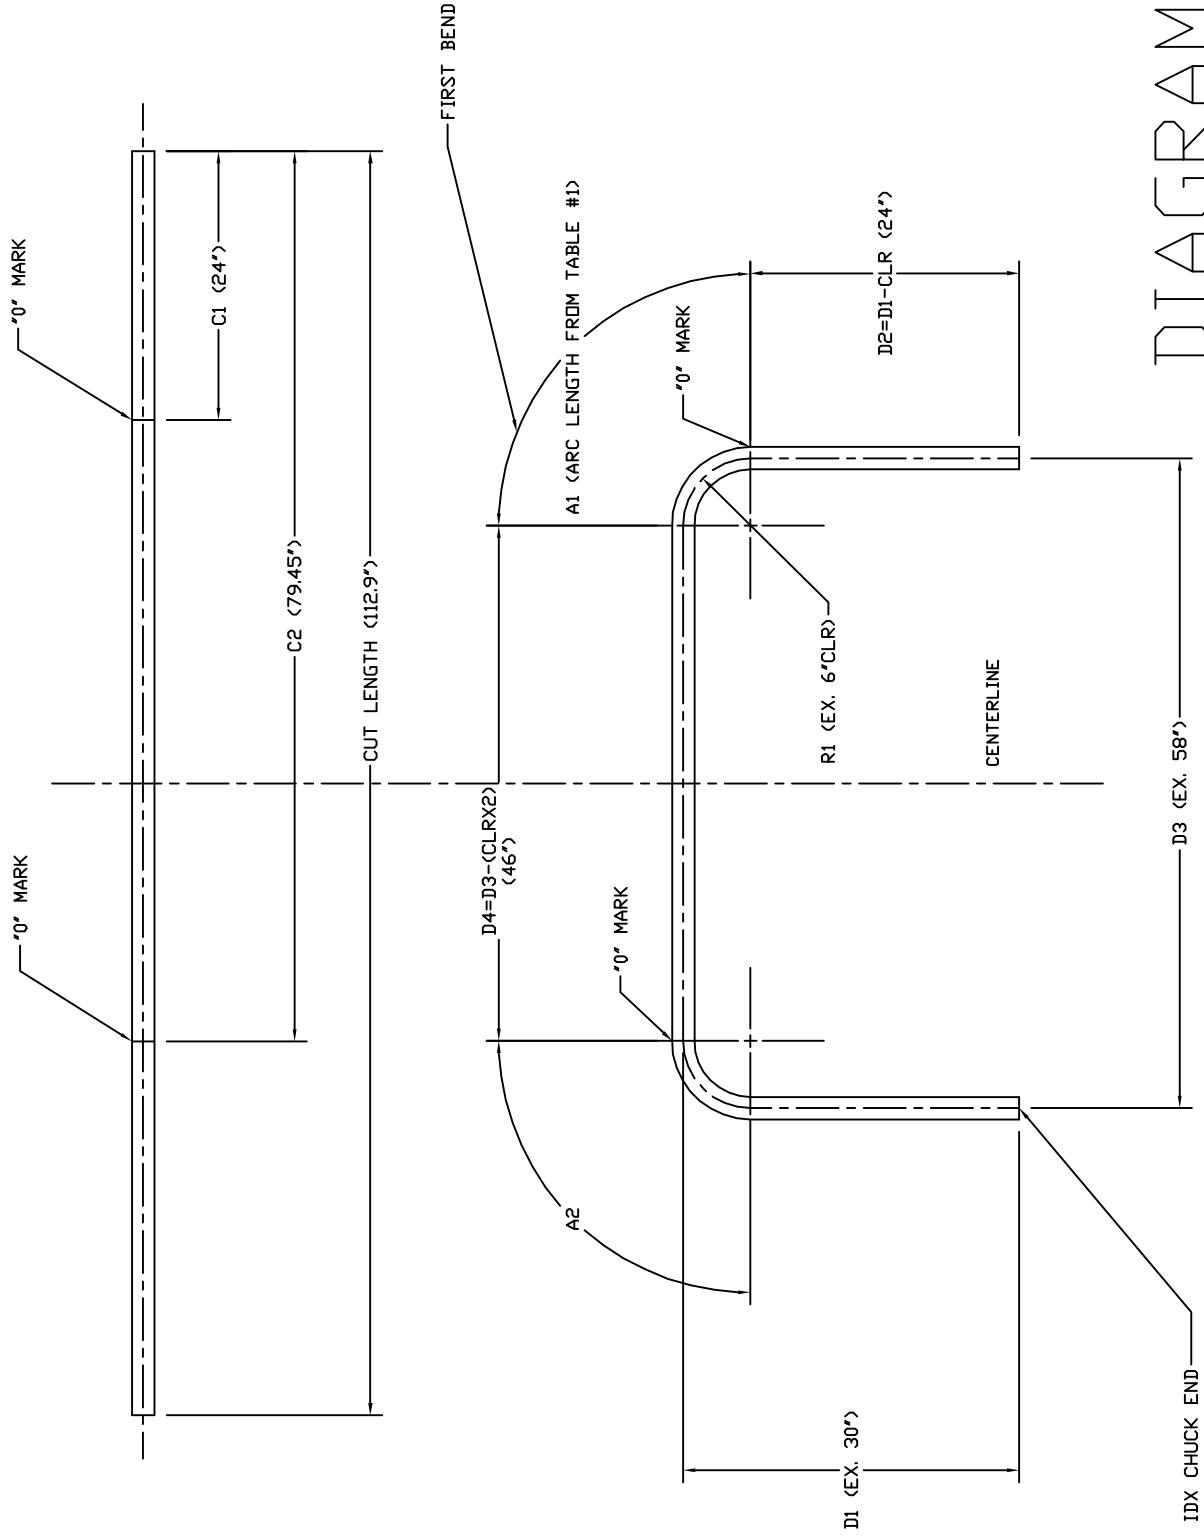 "0" MARK
"0" MARK
C1 (24")
C2 (79.45")
CUT LENGTH (112.9")
FIRST BEND
D4=D3-(CLRX2)
(46")
A1 (ARC LENGTH FROM TABLE #1)
A2
"0" MARK
"0" MARK
R1 (EX. 6"CLR)
D2=D1-CLR (24")
D1 (EX. 30")
CENTERLINE
D3 (EX. 58")
IDX CHUCK END
DIAGRAM